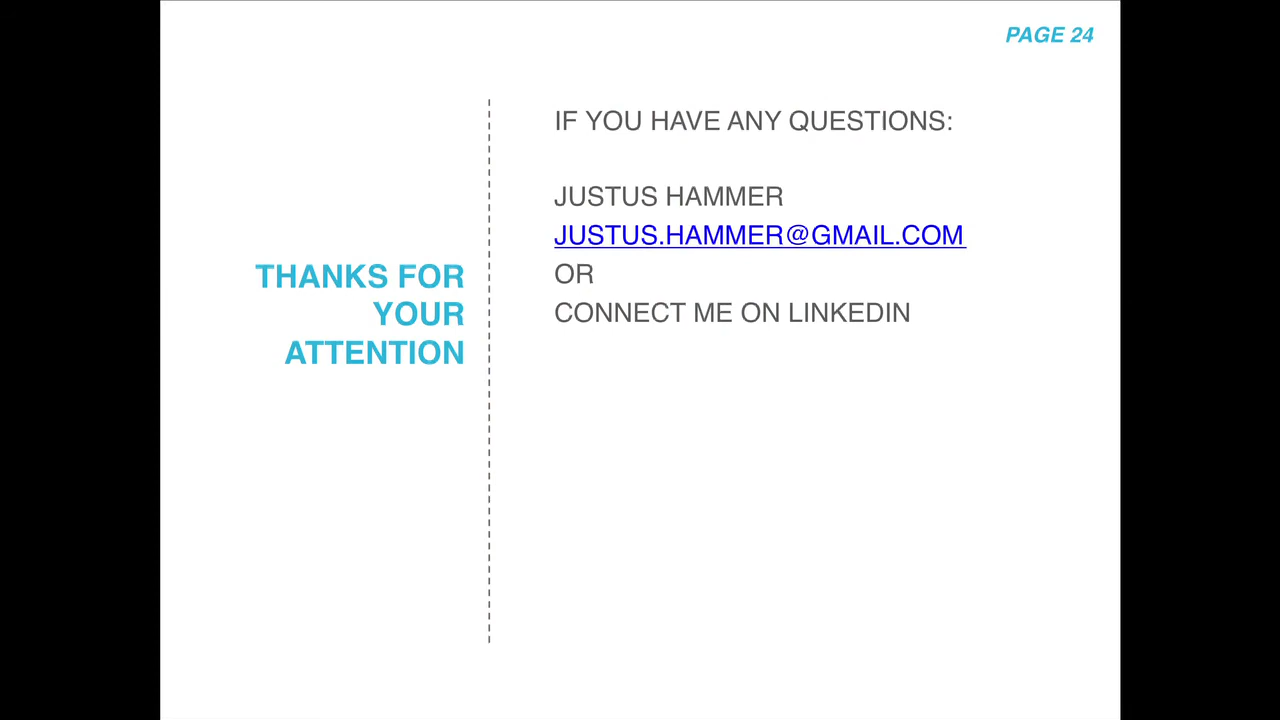 PAGE 24
THANKS FOR
YOUR
ATTENTION
IF YOU HAVE ANY QUESTIONS:
JUSTUS HAMMER
JUSTUS.HAMMER@GMAIL.COM
OR
CONNECT ME ON LINKEDIN